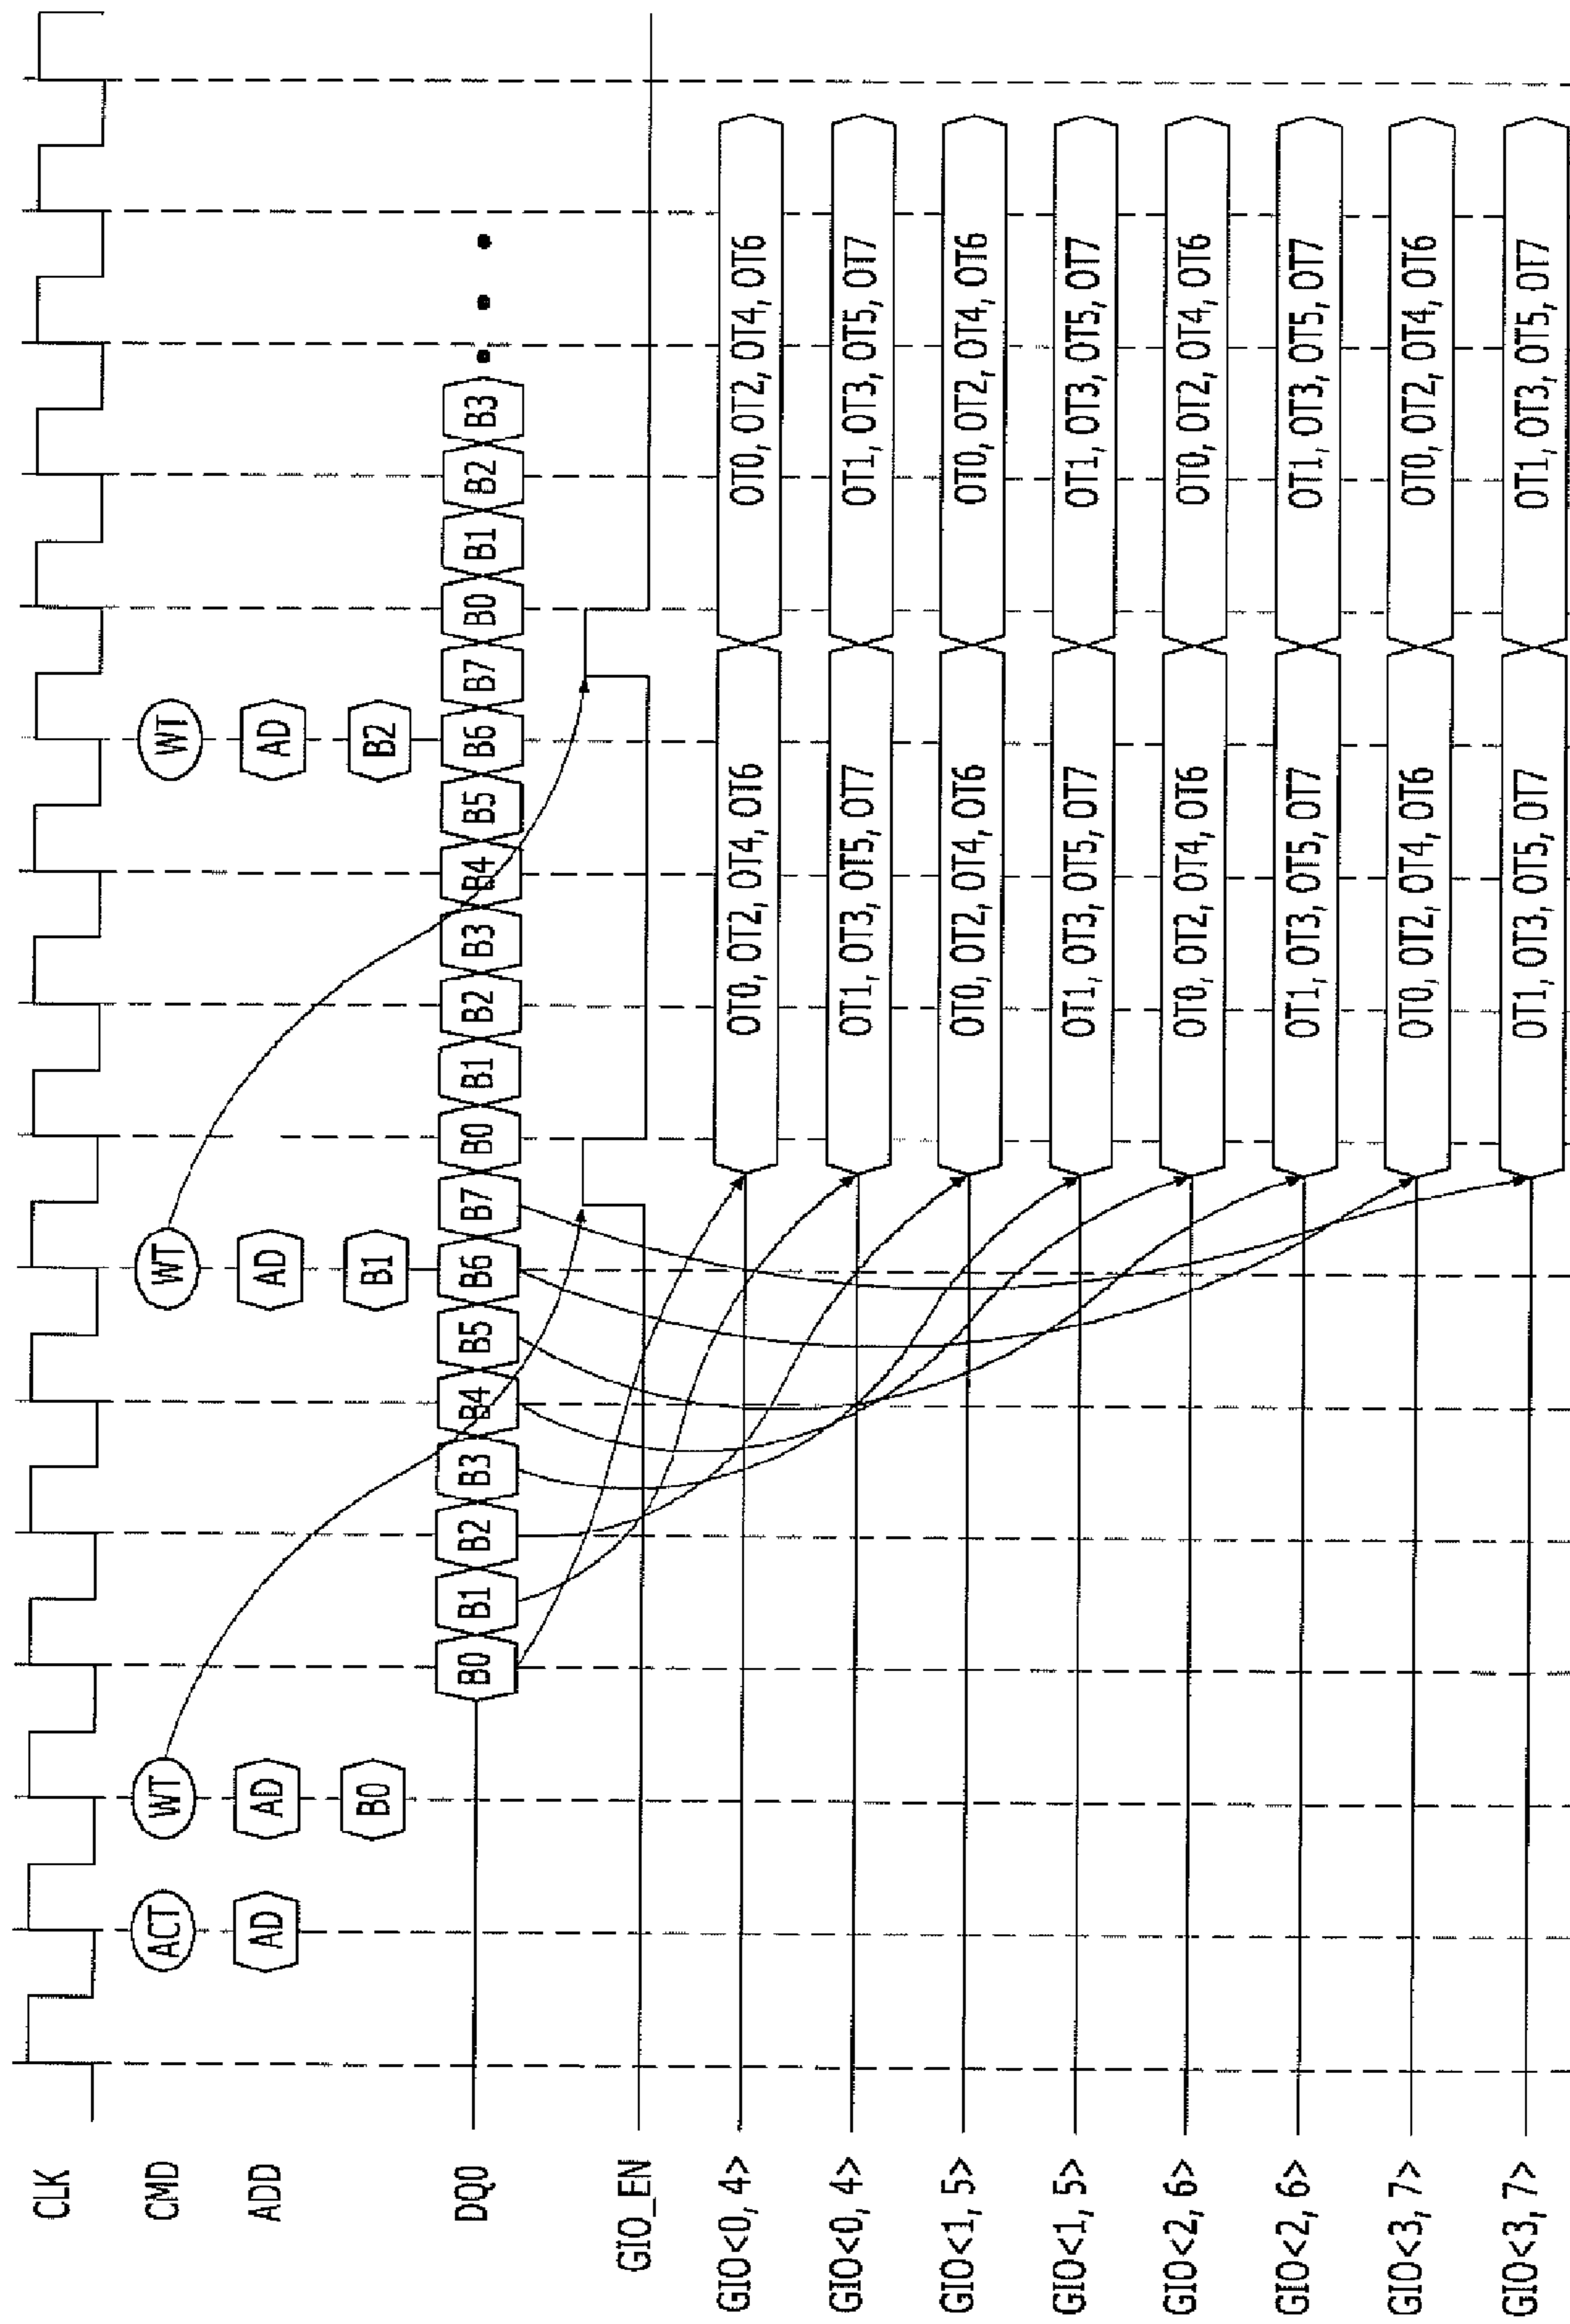 CLK
CMD ACT WT WT WT
ADD AD AD AD AD
B0 B1 B2
DQ0 B0 B1 B2 B3 B4 B5 B6 B7 B0 B1 B2 B3 B4 B5 B6 B7 B0 B1 B2 B3 • • •
GIO_EN
GIO<0, 4> OT0, OT2, OT4, OT6 OT0, OT2, OT4, OT6
GIO<0, 4> OT1, OT3, OT5, OT7 OT1, OT3, OT5, OT7
GIO<1, 5> OT0, OT2, OT4, OT6 OT0, OT2, OT4, OT6
GIO<1, 5> OT1, OT3, OT5, OT7 OT1, OT3, OT5, OT7
GIO<2, 6> OT0, OT2, OT4, OT6 OT0, OT2, OT4, OT6
GIO<2, 6> OT1, OT3, OT5, OT7 OT1, OT3, OT5, OT7
GIO<3, 7> OT0, OT2, OT4, OT6 OT0, OT2, OT4, OT6
GIO<3, 7> OT1, OT3, OT5, OT7 OT1, OT3, OT5, OT7